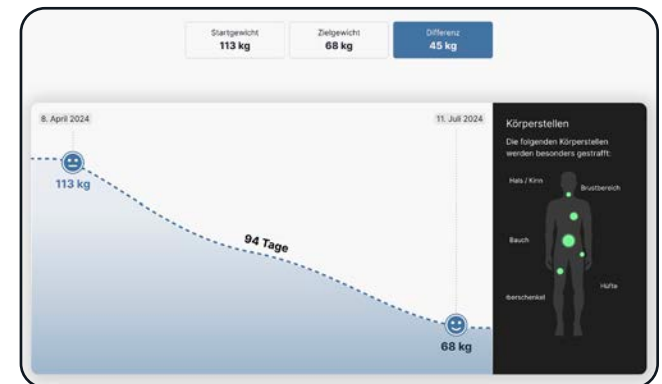 Startgewicht
113 kg
Zielgewicht
68 kg
Differenz
45 kg
8. April 2024
11. Juli 2024
113 kg
94 Tage
68 kg
Körperstellen
Die folgenden Körperstellen
werden besonders gestrafft:
Hals / Kinn
Brustbereich
Bauch
Hüfte
berschenkel